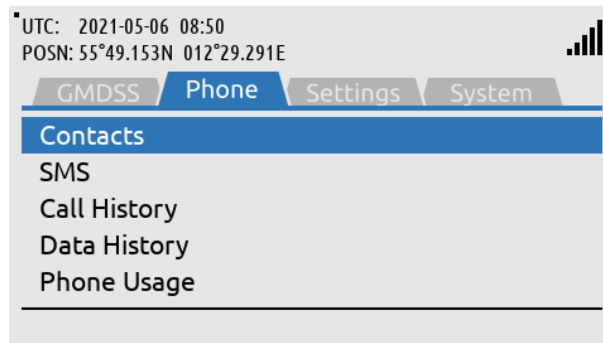 UTC: 2021-05-06 08:50
POSN: 55°49.153N 012°29.291E
GMDSS Phone Settings System
Contacts
SMS
Call History
Data History
Phone Usage